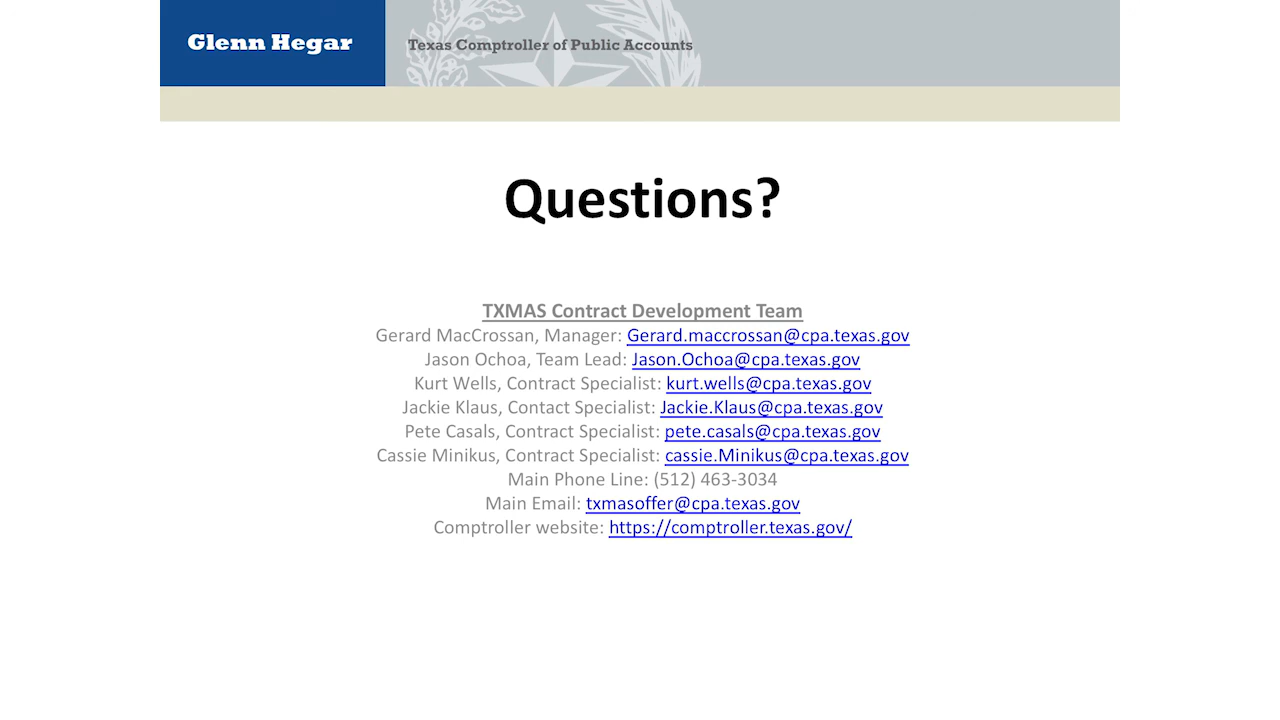 Glenn Hegar
Texas Comptroller of Public Accounts
Questions?
TXMAS Contract Development Team
Gerard MacCrossan, Manager: Gerard.maccrossan@cpa.texas.gov
Jason Ochoa, Team Lead: Jason.Ochoa@cpa.texas.gov
Kurt Wells, Contract Specialist: kurt.wells@cpa.texas.gov
Jackie Klaus, Contact Specialist: Jackie.Klaus@cpa.texas.gov
Pete Casals, Contract Specialist: pete.casals@cpa.texas.gov
Cassie Minikus, Contract Specialist: cassie.Minikus@cpa.texas.gov
Main Phone Line: (512) 463-3034
Main Email: txmasoffer@cpa.texas.gov
Comptroller website: https://comptroller.texas.gov/